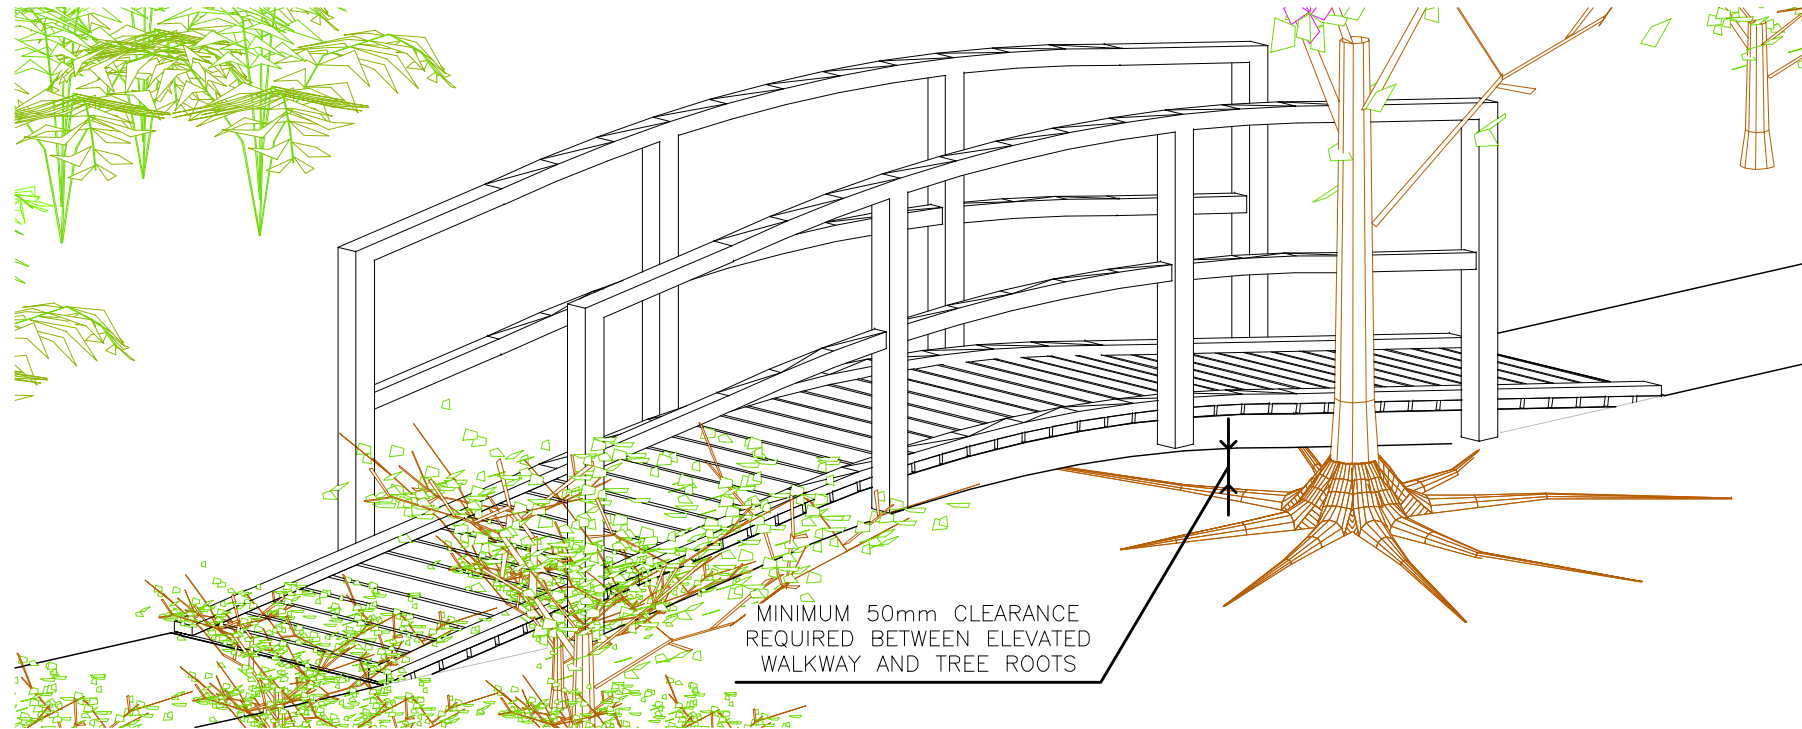 MINIMUM 50mm CLEARANCE
REQUIRED BETWEEN ELEVATED
WALKWAY AND TREE ROOTS